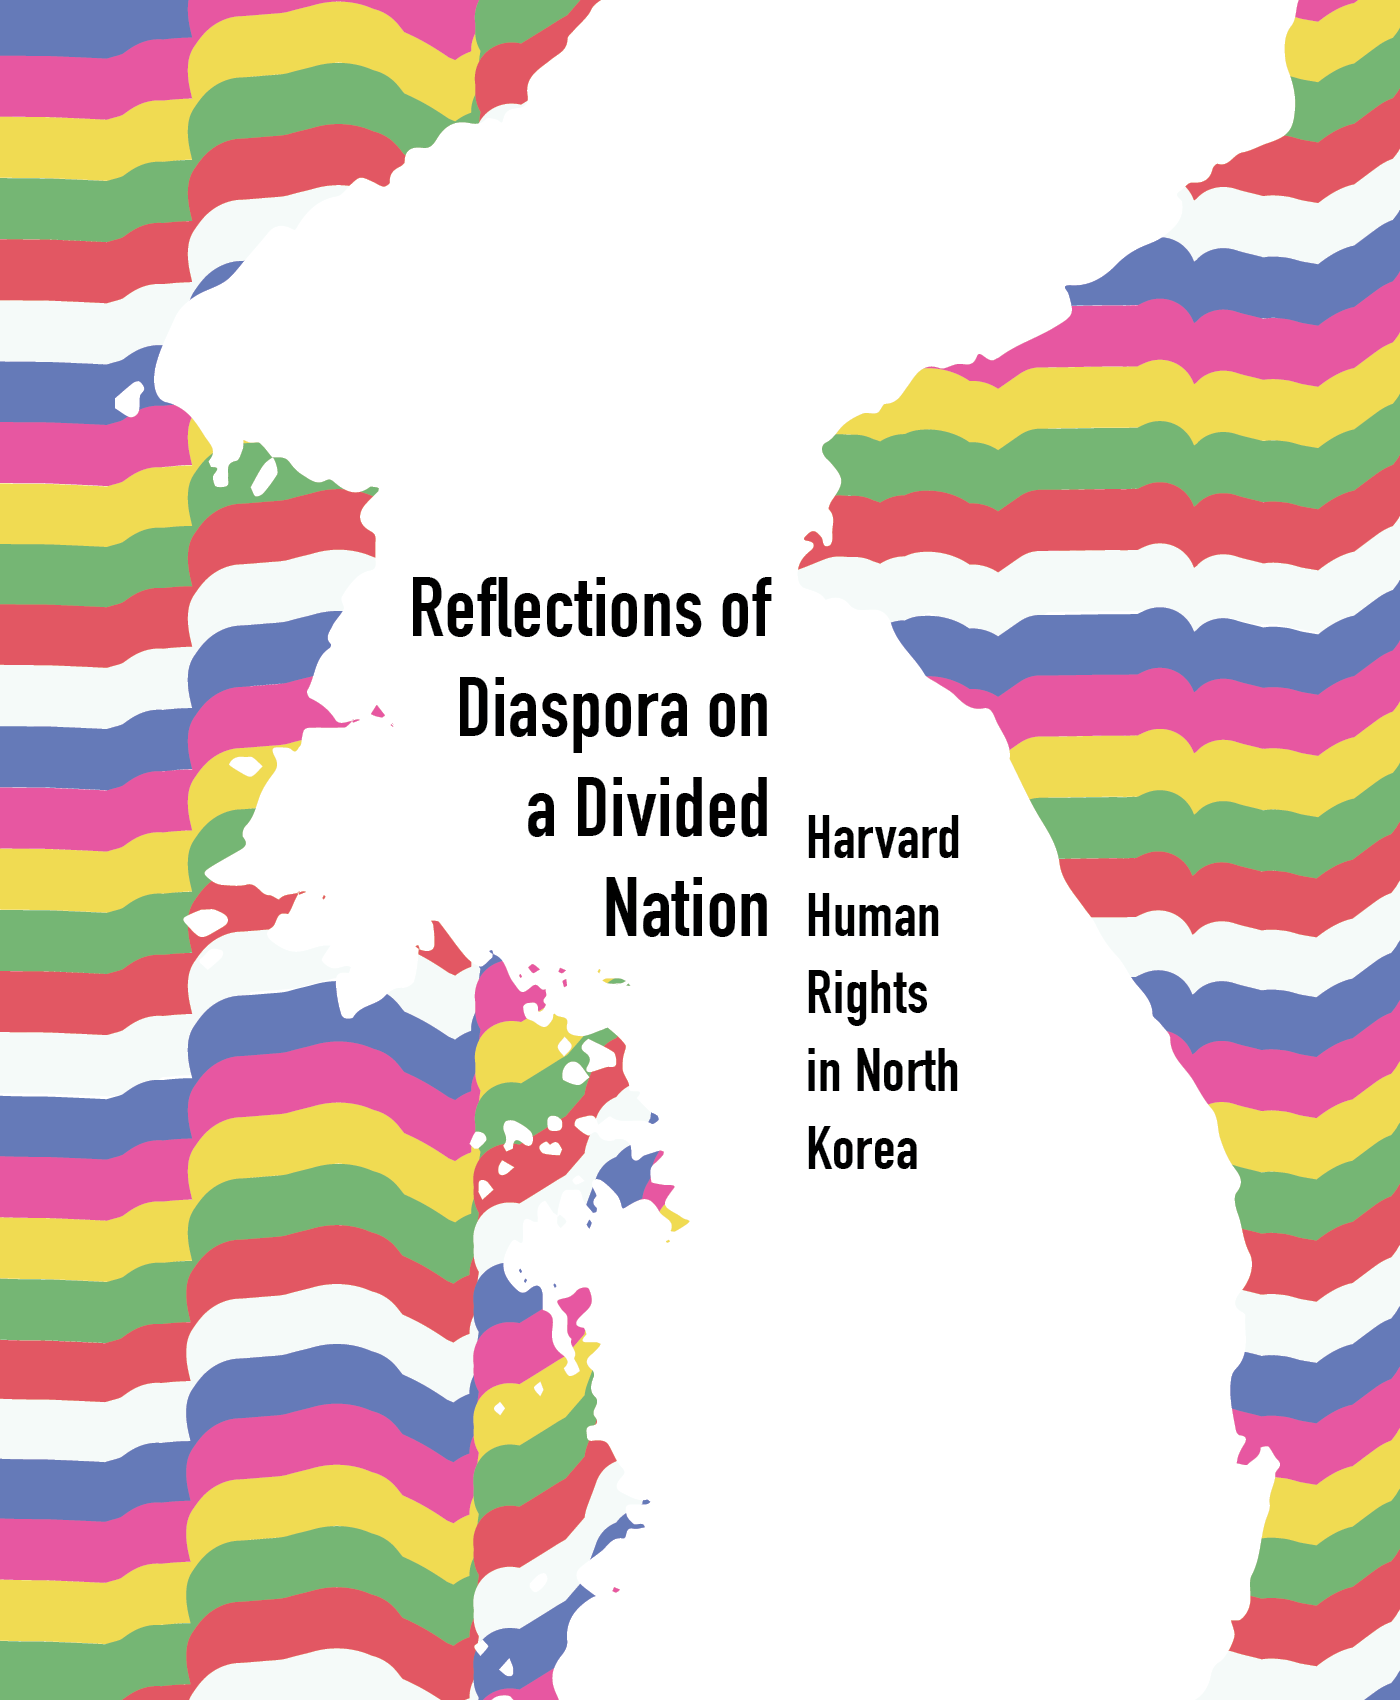 Reflections of
Diaspora on
a Divided
Nation
Harvard
Human
Rights
in North
Korea